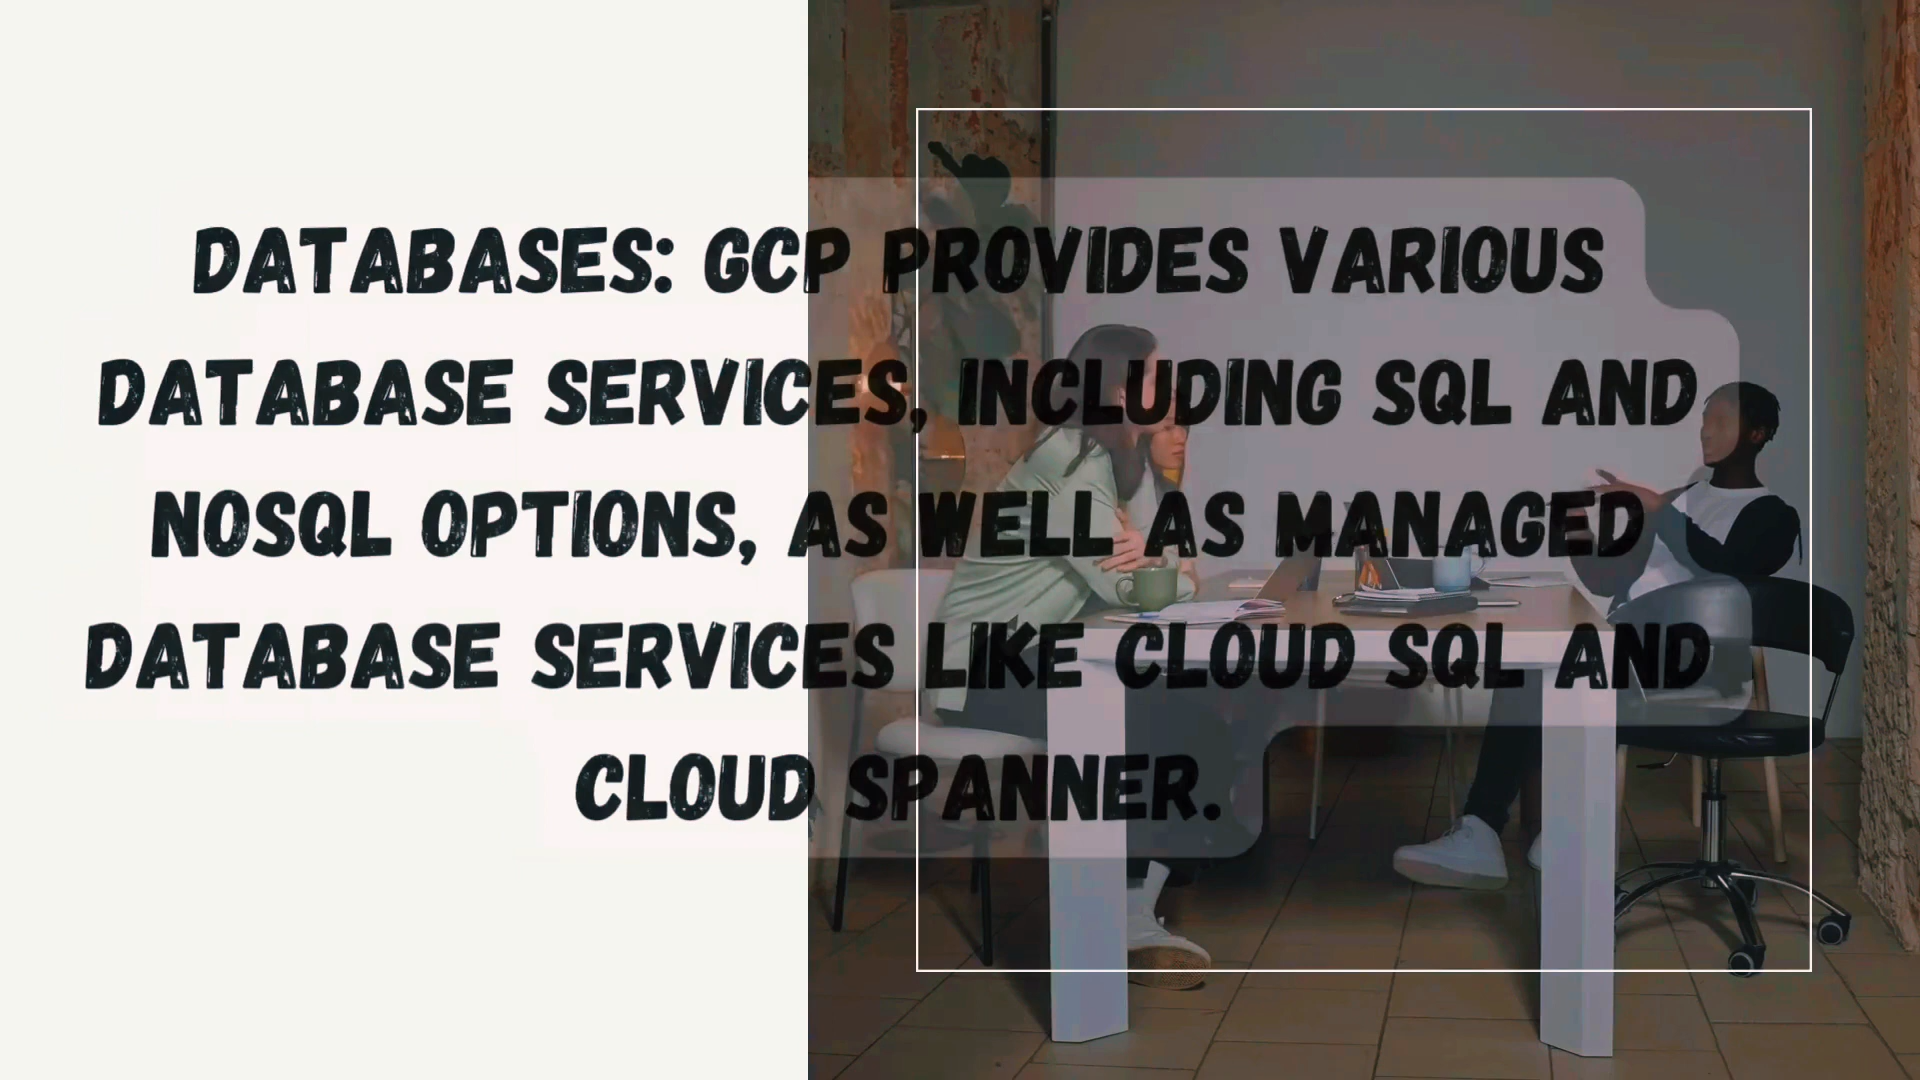 DATABASES: GCP PROVIDES VARIOUS
DATABASE SERVICES, INCLUDING SQL AND
NOSQL OPTIONS, AS WELL AS MANAGED
DATABASE SERVICES LIKE CLOUD SQL AND
CLOUD SPANNER.